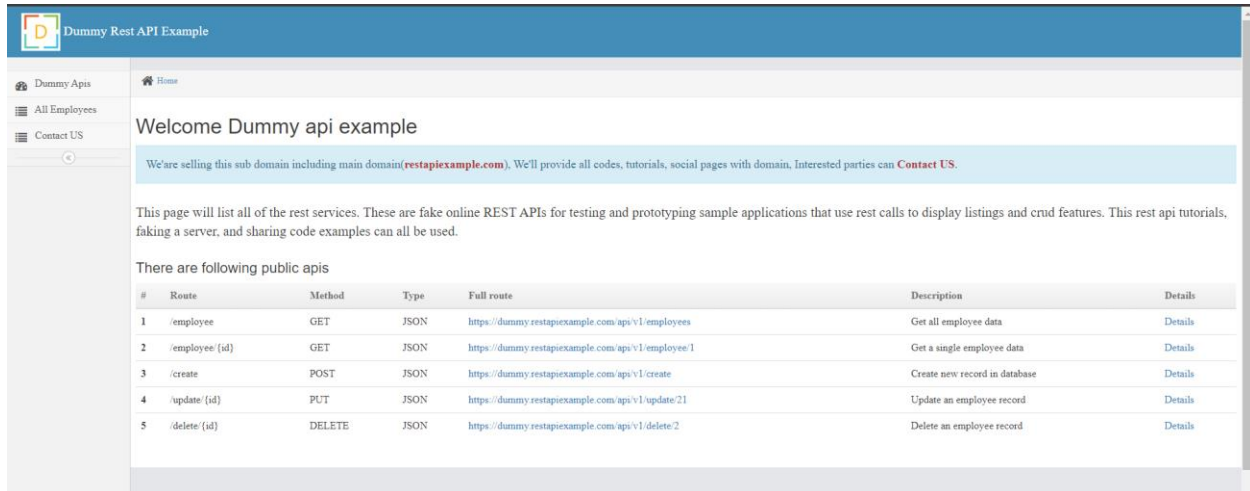 D
Dummy Rest API Example
Dummy Apis
All Employees
Contact US
Home
Welcome Dummy api example
We'are selling this sub domain including main domain(restapiexample.com), We'll provide all codes, tutorials, social pages with domain, Interested parties can Contact US.
This page will list all of the rest services. These are fake online REST APIs for testing and prototyping sample applications that use rest calls to display listings and crud features. This rest api tutorials,
faking a server, and sharing code examples can all be used.
There are following public apis
# Route Method Type Full route Description Details
1 /employee GET JSON https://dummy.restapiexample.com/api/v1/employees Get all employee data Details
2 /employee/{id} GET JSON https://dummy.restapiexample.com/api/v1/employee/1 Get a single employee data Details
3 /create POST JSON https://dummy.restapiexample.com/api/v1/create Create new record in database Details
4 /update/{id} PUT JSON https://dummy.restapiexample.com/api/v1/update/21 Update an employee record Details
5 /delete/{id} DELETE JSON https://dummy.restapiexample.com/api/v1/delete/2 Delete an employee record Details